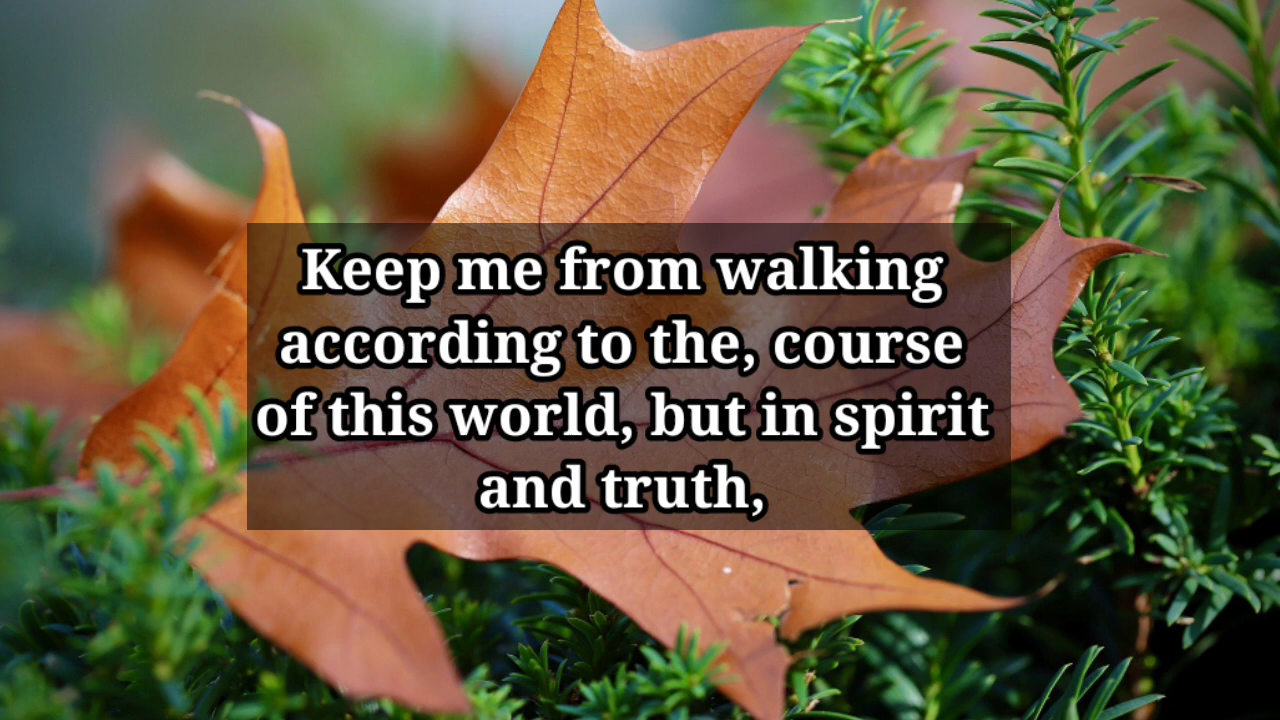 Keep me from walking
according to the, course
of this world, but in spirit
and truth,